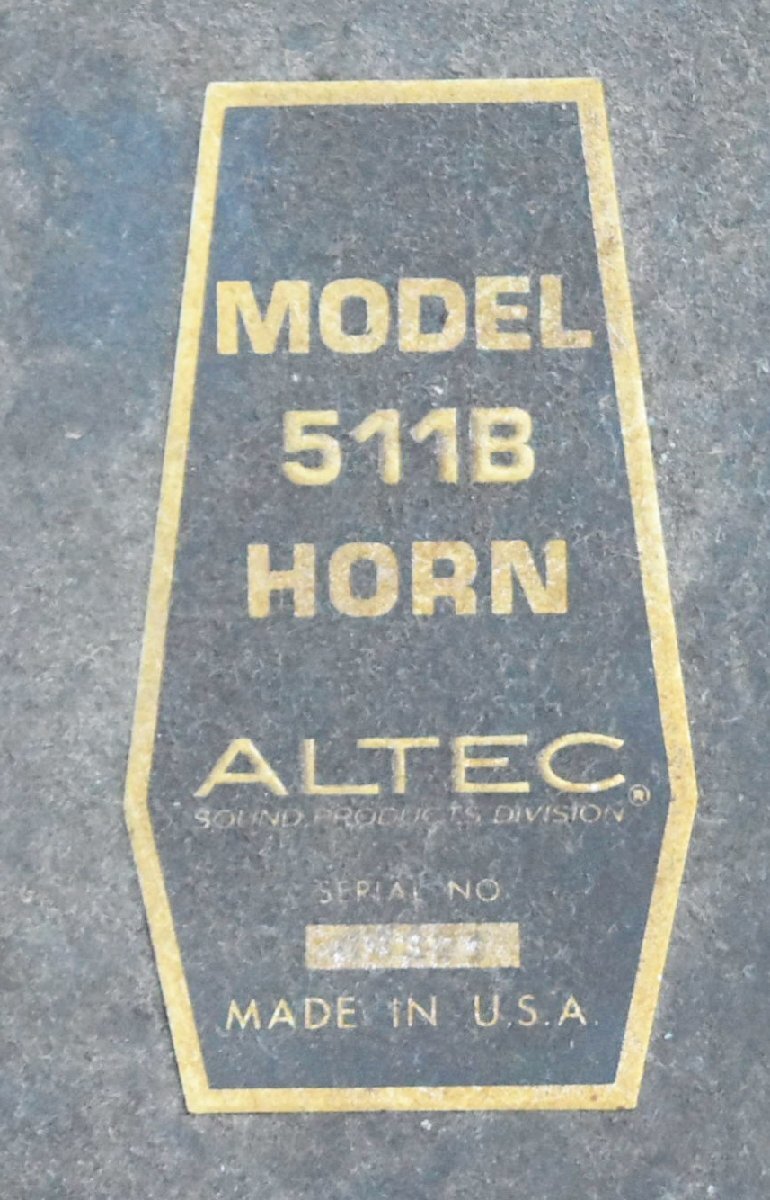 MODEL
511B
HORN
ALTEC®
SOUND PRODUCTS DIVISION
SERIAL NO.
MADE IN U.S.A.